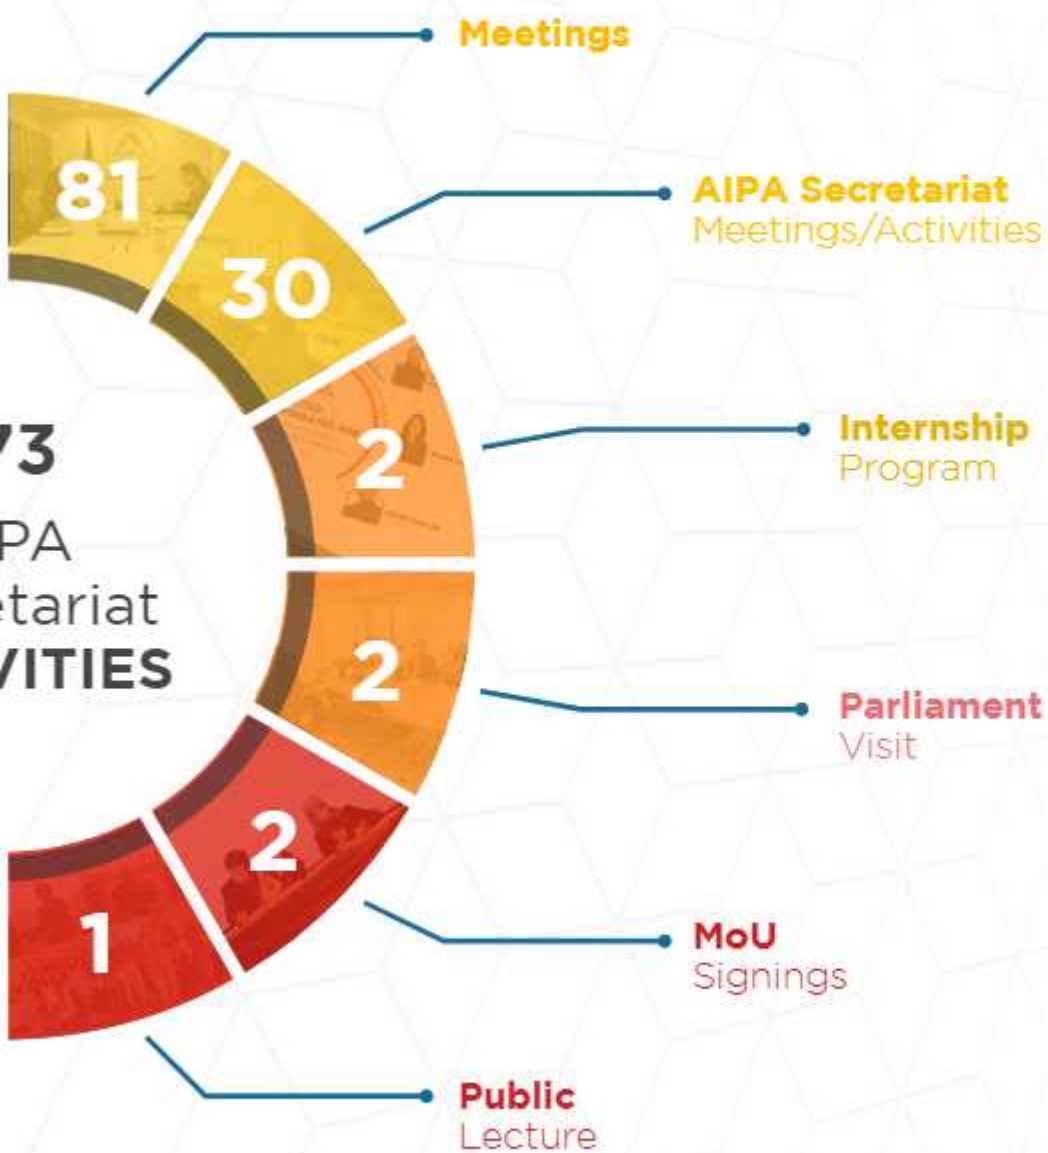 Meetings
81
AIPA Secretariat
Meetings/Activities
30
Internship
Program
2
73
PA
etariat
VITIES
2
Parliament
Visit
2
MoU
Signings
1
Public
Lecture